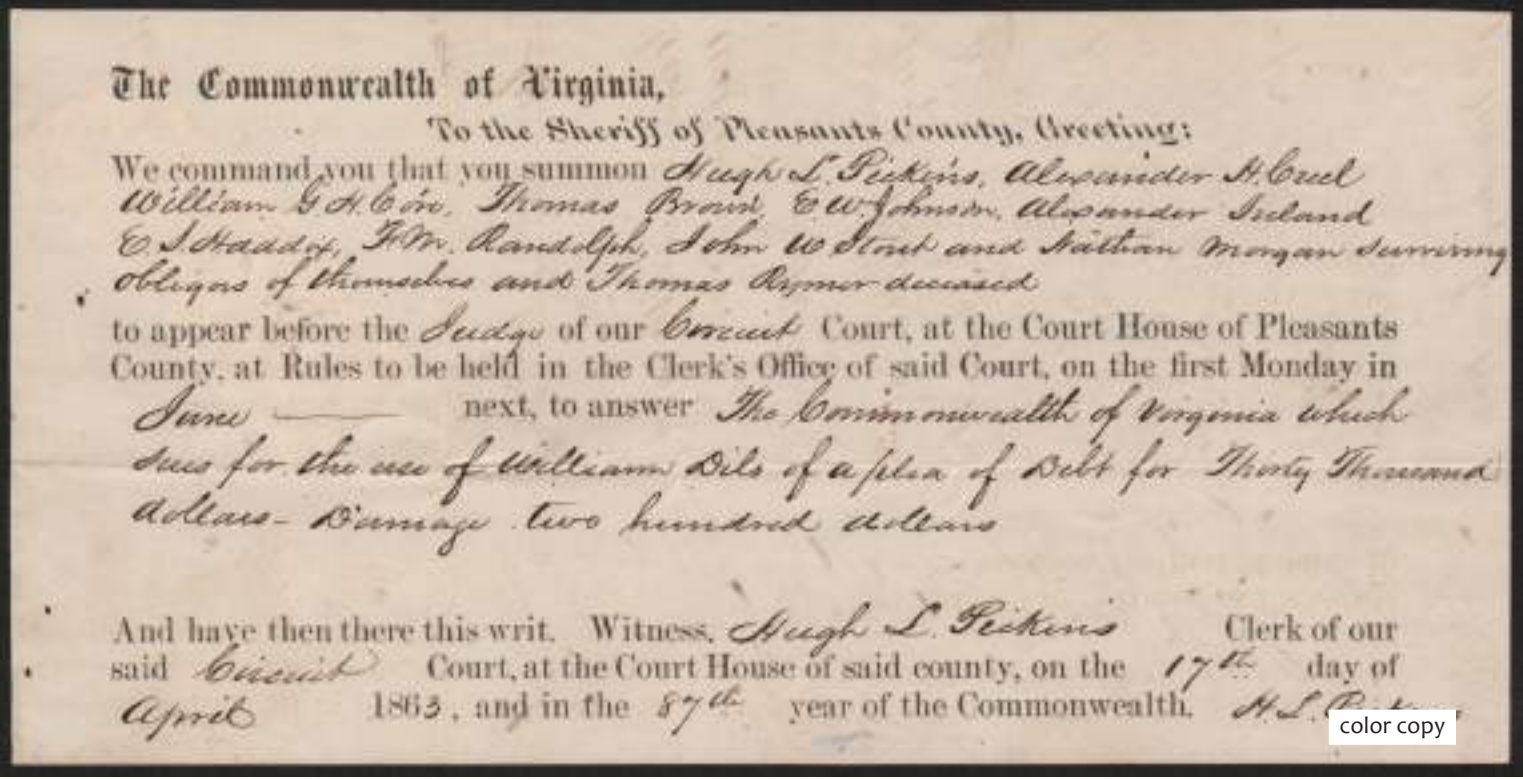 The Commonwealth of Virginia,
To the Sheriff of Pleasants County, Greeting:
We command you that you summon Hugh L. Pickins, Alexander H. Creel
William G H. Core, Thomas Brown, E W. Johnson, Alexander Ireland
E. J. Haddox, F. M. Randolph, John W Stout and Nathan Morgan surviving
obligors of themselves and Thomas Rymer deceased
to appear before the Judge of our Circuit Court, at the Court House of Pleasants
County, at Rules to be held in the Clerk's Office of said Court, on the first Monday in
June next, to answer The Commonwealth of Virginia which
sues for the use of William Dils of a plea of Debt for Thirty Thousand
dollars - Damage two hundred dollars
And have then there this writ. Witness, Hugh L. Pickins Clerk of our
said Circuit Court, at the Court House of said county, on the 17th day of
April 1863, and in the 87th year of the Commonwealth. H. L.
color copy